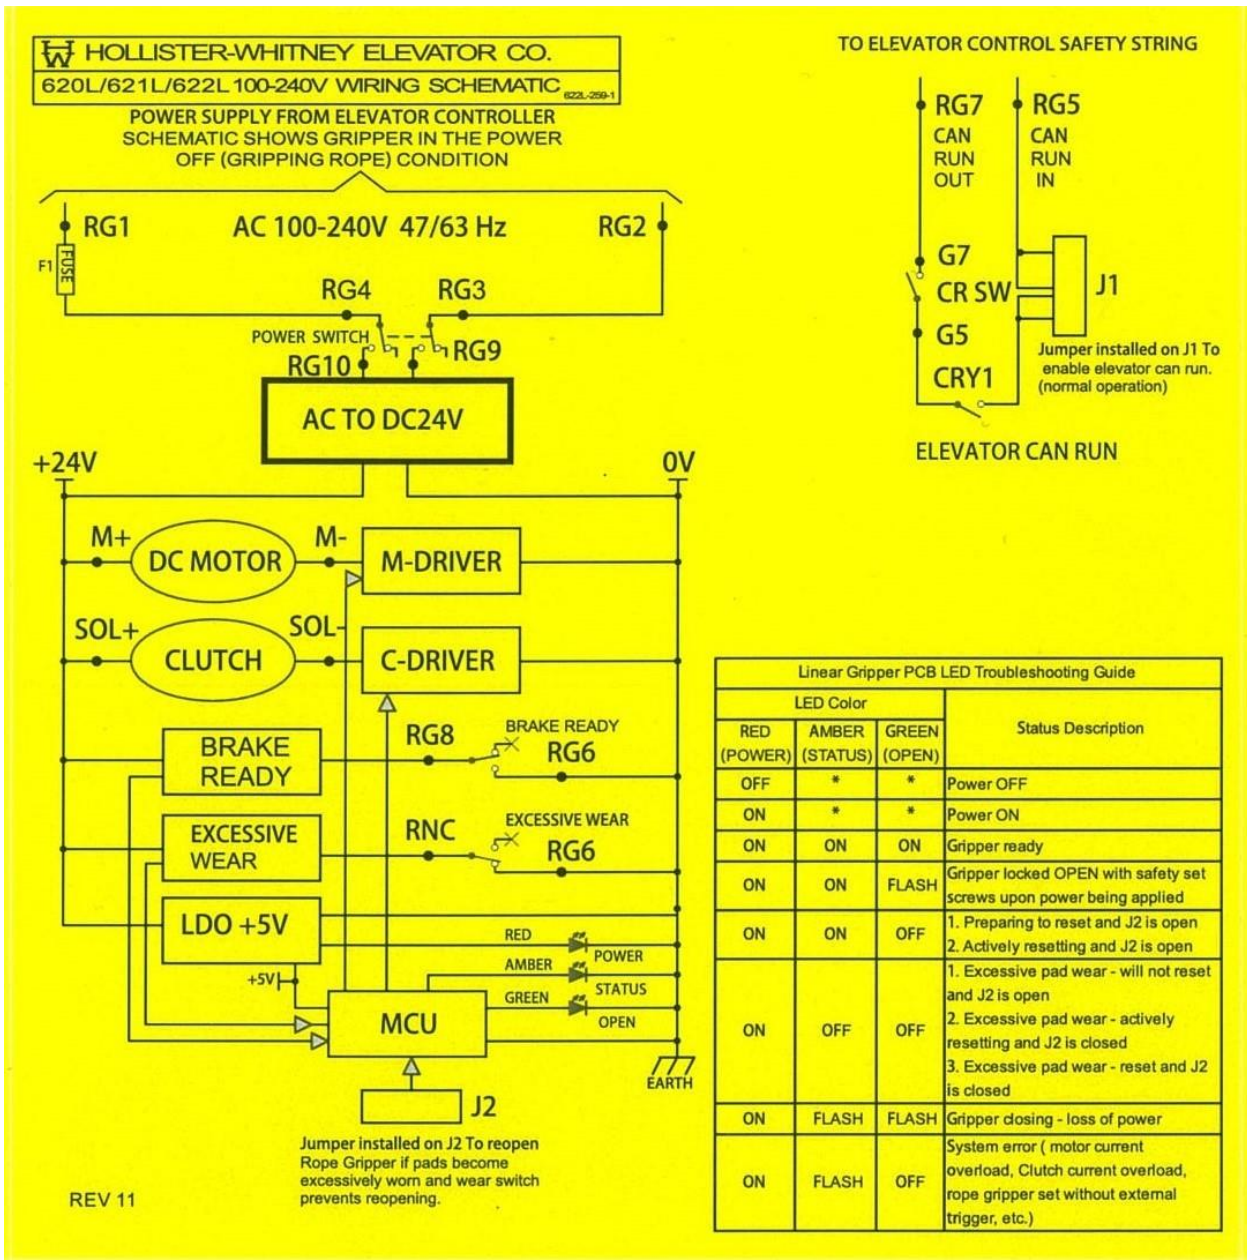 HOLLISTER-WHITNEY ELEVATOR CO.
620L/621L/622L 100-240V WIRING SCHEMATIC 622L-259-1
POWER SUPPLY FROM ELEVATOR CONTROLLER
SCHEMATIC SHOWS GRIPPER IN THE POWER
OFF (GRIPPING ROPE) CONDITION
RG1
AC 100-240V 47/63 Hz
RG2
F1
FUSE
RG4
RG3
POWER SWITCH
RG10
RG9
AC TO DC24V
+24V
0V
M+
DC MOTOR
M-
M-DRIVER
SOL+
CLUTCH
SOL-
C-DRIVER
BRAKE
READY
RG8
BRAKE READY
RG6
EXCESSIVE
WEAR
RNC
EXCESSIVE WEAR
RG6
LDO +5V
RED
POWER
AMBER
STATUS
+5V
GREEN
OPEN
MCU
EARTH
J2
Jumper installed on J2 To reopen
Rope Gripper if pads become
excessively worn and wear switch
prevents reopening.
REV 11
TO ELEVATOR CONTROL SAFETY STRING
RG7
CAN
RUN
OUT
RG5
CAN
RUN
IN
G7
CR SW
G5
CRY1
J1
Jumper installed on J1 To
enable elevator can run.
(normal operation)
ELEVATOR CAN RUN
Linear Gripper PCB LED Troubleshooting Guide
LED Color
Status Description
RED (POWER)
AMBER (STATUS)
GREEN (OPEN)
OFF * * Power OFF
ON * * Power ON
ON ON ON Gripper ready
ON ON FLASH Gripper locked OPEN with safety set
screws upon power being applied
ON ON OFF 1. Preparing to reset and J2 is open
2. Actively resetting and J2 is open
ON OFF OFF 1. Excessive pad wear - will not reset
and J2 is open
2. Excessive pad wear - actively
resetting and J2 is closed
3. Excessive pad wear - reset and J2
is closed
ON FLASH FLASH Gripper closing - loss of power
ON FLASH OFF System error ( motor current
overload, Clutch current overload,
rope gripper set without external
trigger, etc.)